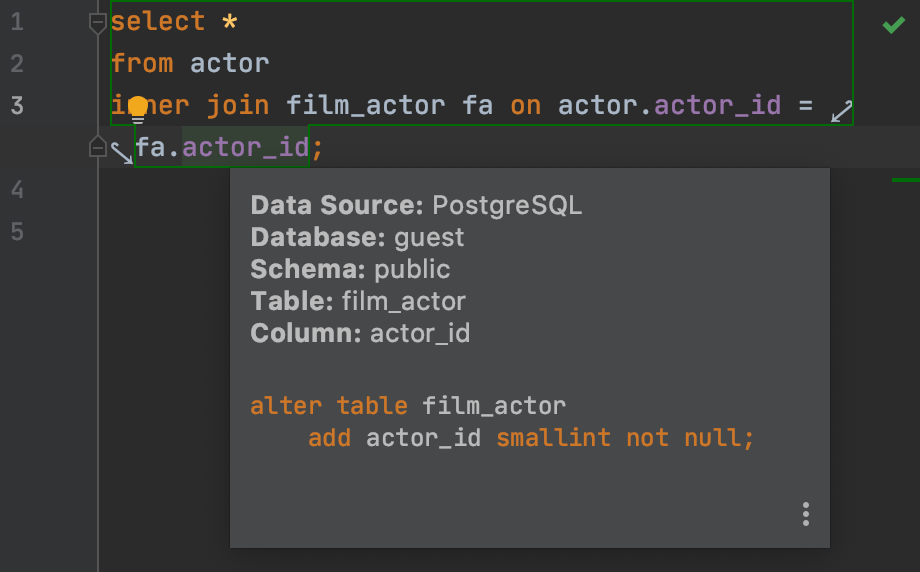 1 select *
2 from actor
3 inner join film_actor fa on actor.actor_id =
fa.actor_id;
4
5
Data Source: PostgreSQL
Database: guest
Schema: public
Table: film_actor
Column: actor_id
alter table film_actor
add actor_id smallint not null;